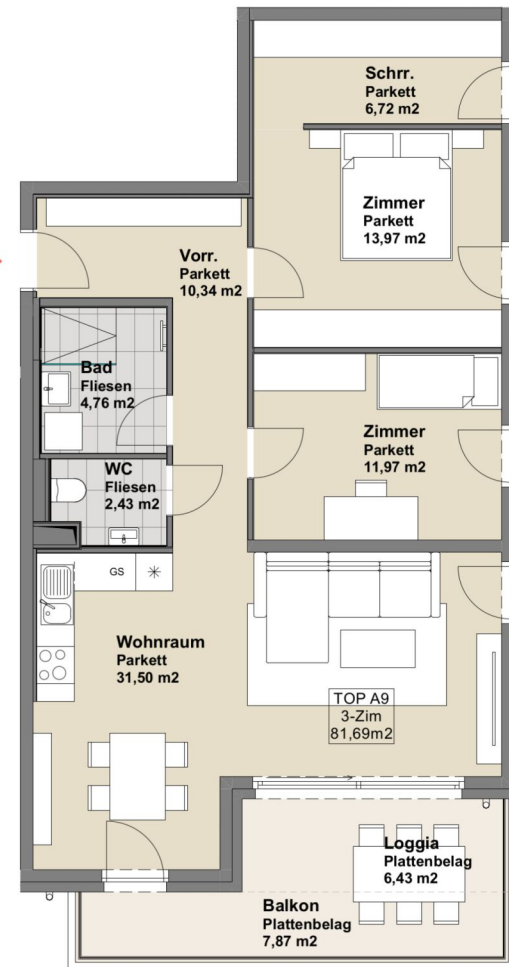 Schrr.
Parkett
6,72 m2
Zimmer
Parkett
13,97 m2
Vorr.
Parkett
10,34 m2
Bad
Fliesen
4,76 m2
Zimmer
Parkett
11,97 m2
WC
Fliesen
2,43 m2
GS
Wohnraum
Parkett
31,50 m2
TOP A9
3-Zim
81,69m2
Loggia
Plattenbelag
6,43 m2
Balkon
Plattenbelag
7,87 m2